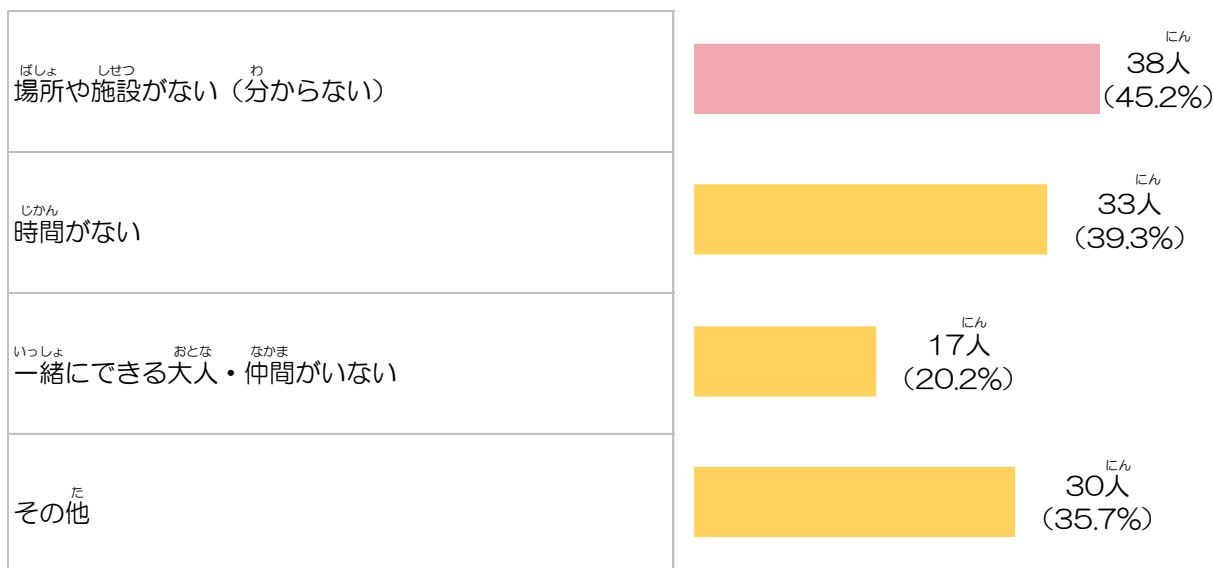 ばしょ しせつ わ
場所や施設がない（分からない）
にん
38人
（45.2%）
じかん
時間がない
にん
33人
（39.3%）
いっしょ おとな なかま
一緒にできる大人・仲間がいない
にん
17人
（20.2%）
た
その他
にん
30人
（35.7%）